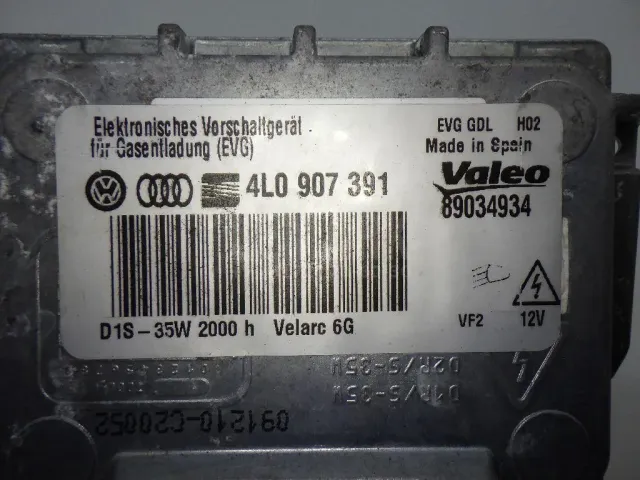 Elektronisches Vorschaltgerät
für Gasentladung (EVG)
EVG GDL H02
Made in Spain
4L0 907 391
Valeo
89034934
D1S-35W 2000 h Velarc 6G
VF2 12V
D2R/S-35W
D1R/S-35W
091210-C20052